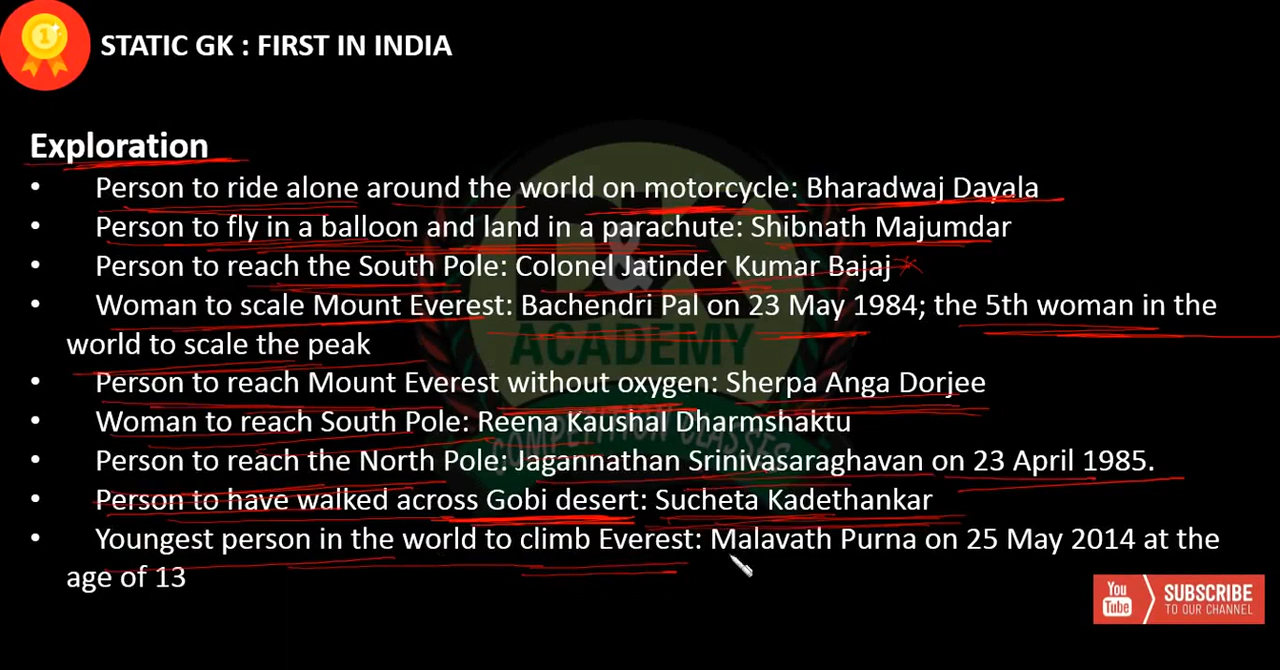 1
STATIC GK : FIRST IN INDIA
Exploration
• Person to ride alone around the world on motorcycle: Bharadwaj Dayala
• Person to fly in a balloon and land in a parachute: Shibnath Majumdar
• Person to reach the South Pole: Colonel Jatinder Kumar Bajaj
• Woman to scale Mount Everest: Bachendri Pal on 23 May 1984; the 5th woman in the
world to scale the peak
• Person to reach Mount Everest without oxygen: Sherpa Anga Dorjee
• Woman to reach South Pole: Reena Kaushal Dharmshaktu
• Person to reach the North Pole: Jagannathan Srinivasaraghavan on 23 April 1985.
• Person to have walked across Gobi desert: Sucheta Kadethankar
• Youngest person in the world to climb Everest: Malavath Purna on 25 May 2014 at the
age of 13
ACADEMY
COMPETITION CLASSES
You
Tube
SUBSCRIBE
TO OUR CHANNEL